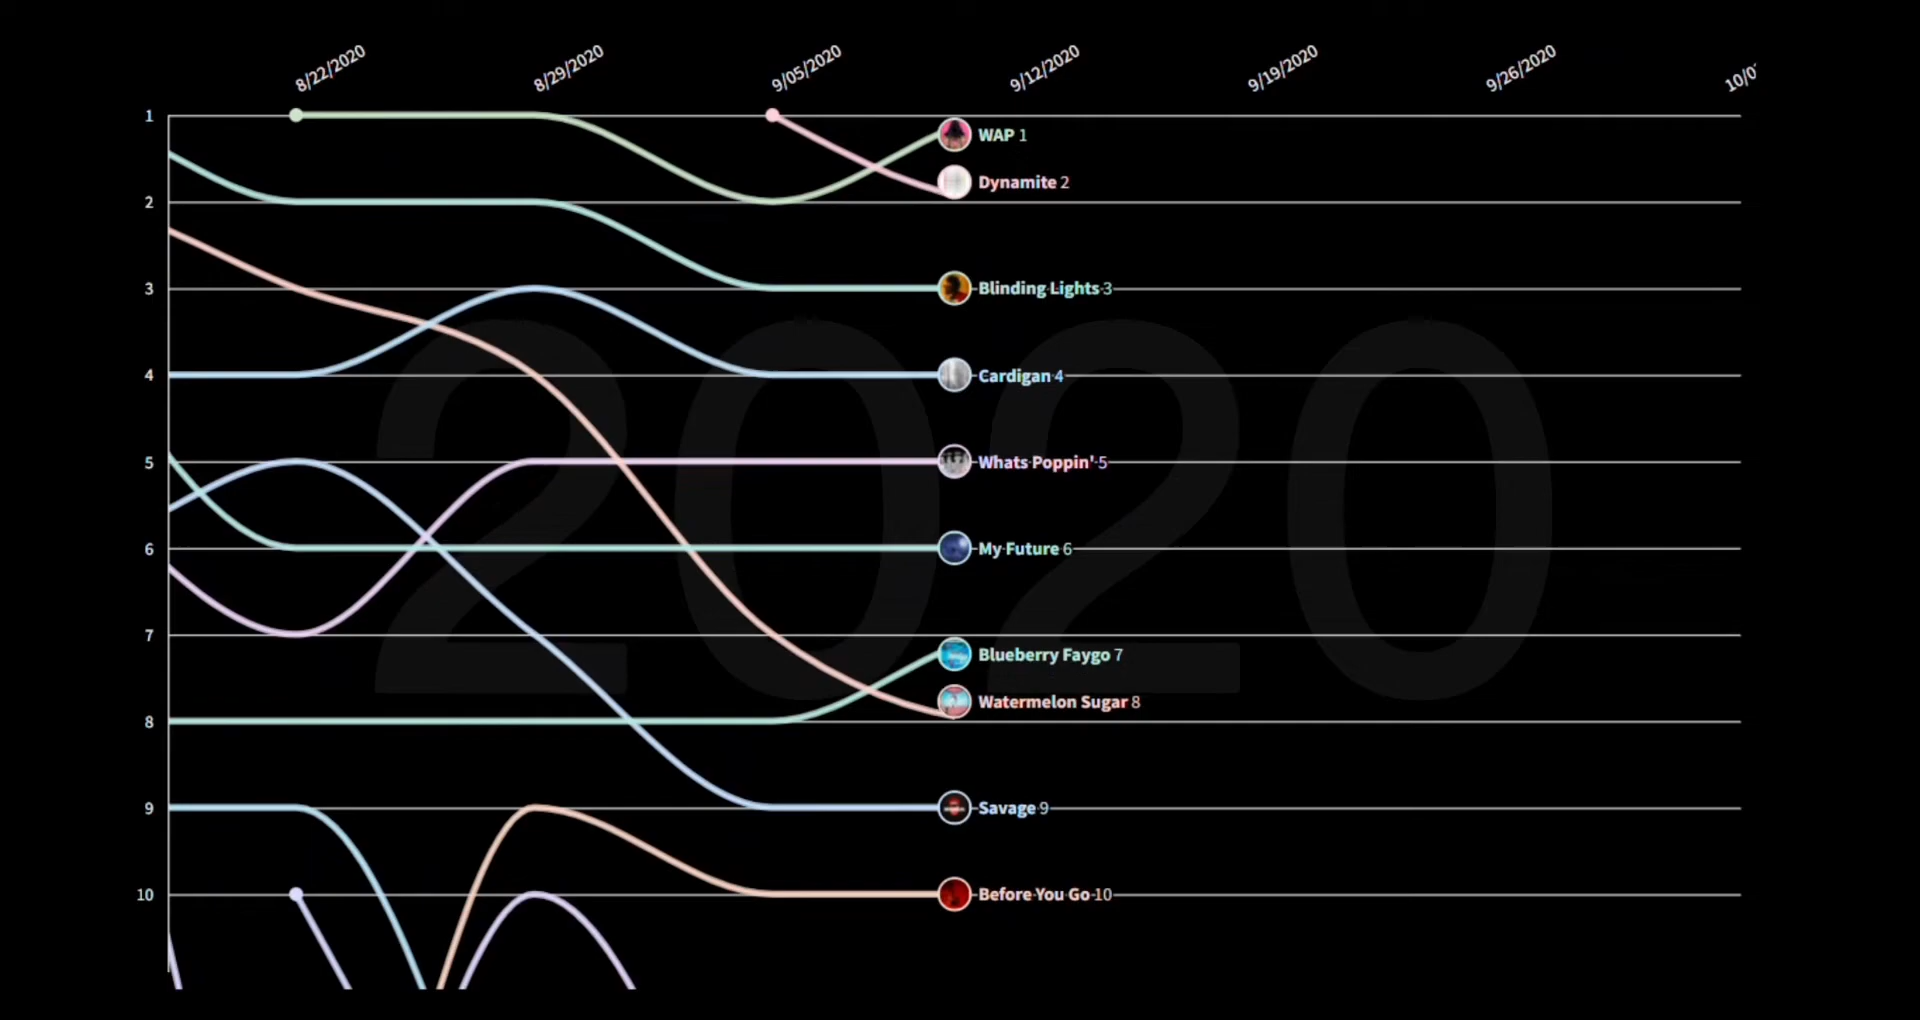 8/22/2020
8/29/2020
9/05/2020
9/12/2020
9/19/2020
9/26/2020
1
WAP 1
Dynamite 2
2
3
Blinding Lights 3
4
Cardigan 4
5
Whats Poppin' 5
6
My Future 6
7
Blueberry Faygo 7
Watermelon Sugar 8
8
9
Savage 9
10
Before You Go 10
2020